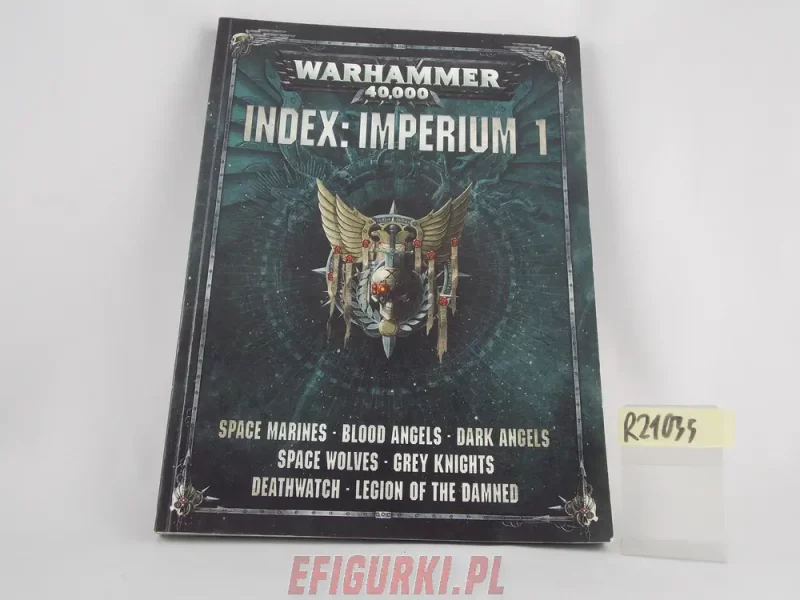 WARHAMMER
40,000
INDEX: IMPERIUM 1
SPACE MARINES · BLOOD ANGELS · DARK ANGELS
SPACE WOLVES · GREY KNIGHTS
DEATHWATCH · LEGION OF THE DAMNED
R21035
EFIGURKI.PL